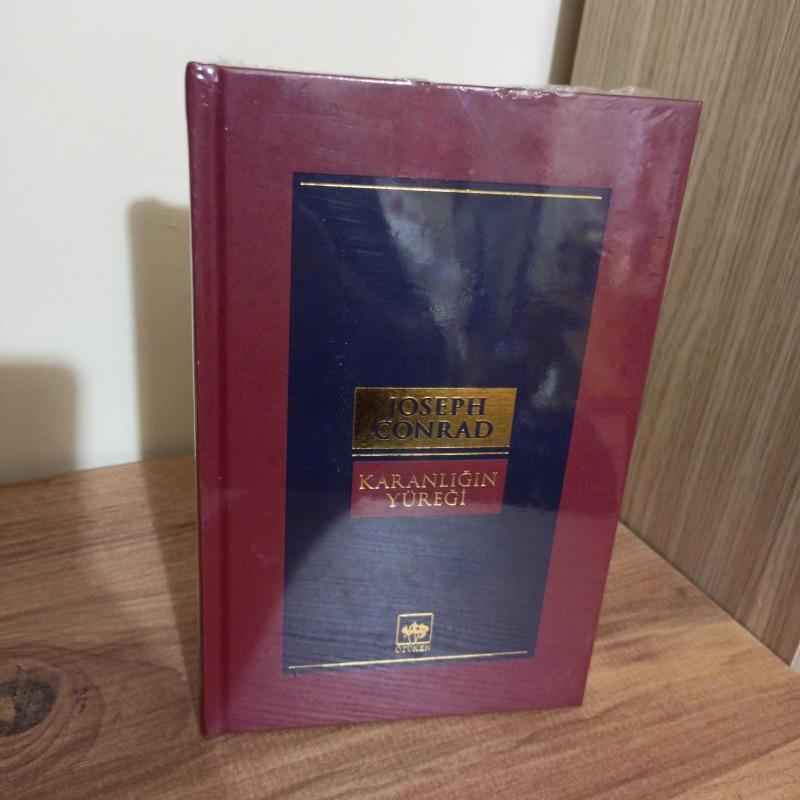 JOSEPH
CONRAD
KARANLIĞIN
YÜREĞİ
ÖTÜKEN